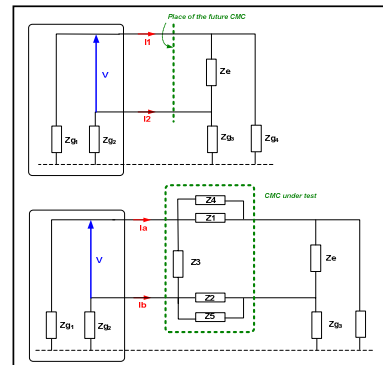 Place of the future CMC
I1
V
Ze
I2
Zg1
Zg2
Zg3
Zg4
CMC under test
Z4
Ia
Z1
V
Z3
Ze
Ib
Z2
Z5
Zg1
Zg2
Zg3